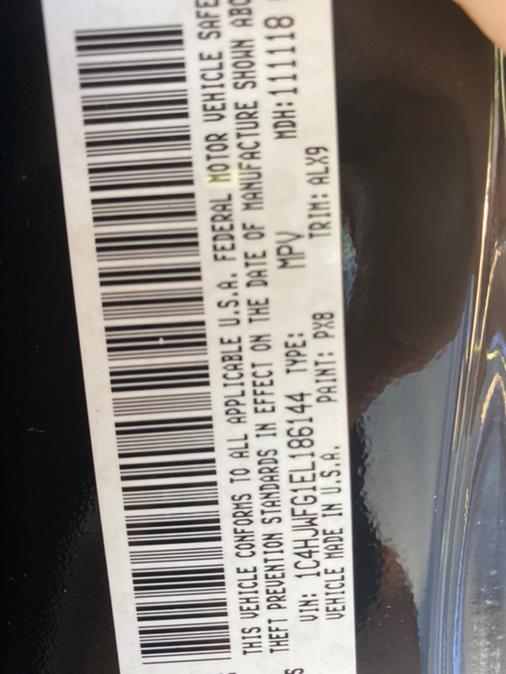 THIS VEHICLE CONFORMS TO ALL APPLICABLE U.S.A. FEDERAL MOTOR VEHICLE SAFE
THEFT PREVENTION STANDARDS IN EFFECT ON THE DATE OF MANUFACTURE SHOWN ABO
VIN: 1C4HJWFG1EL186144 TYPE: MPV MDH: 111118
VEHICLE MADE IN U.S.A. PAINT: PX8 TRIM: ALX9